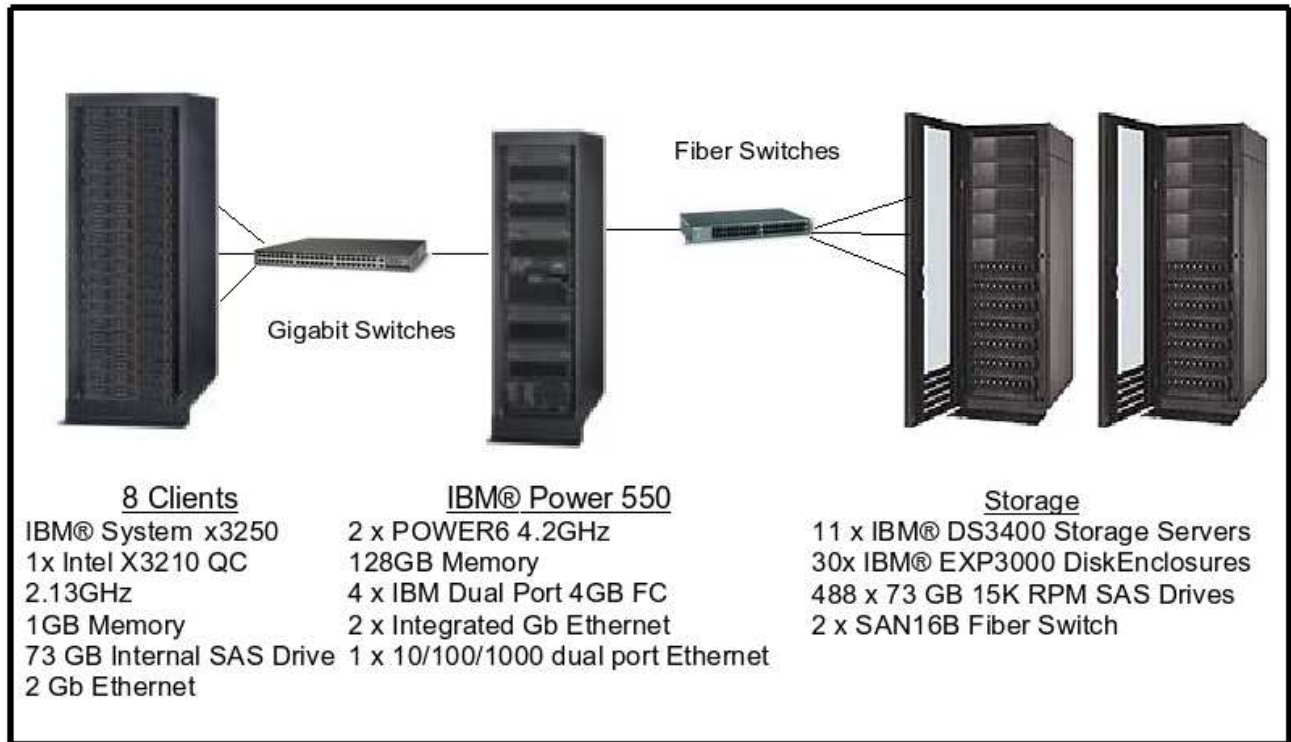 Fiber Switches
Gigabit Switches
8 Clients
IBM® System x3250
1x Intel X3210 QC
2.13GHz
1GB Memory
73 GB Internal SAS Drive
2 Gb Ethernet
IBM® Power 550
2 x POWER6 4.2GHz
128GB Memory
4 x IBM Dual Port 4GB FC
2 x Integrated Gb Ethernet
1 x 10/100/1000 dual port Ethernet
Storage
11 x IBM® DS3400 Storage Servers
30x IBM® EXP3000 DiskEnclosures
488 x 73 GB 15K RPM SAS Drives
2 x SAN16B Fiber Switch